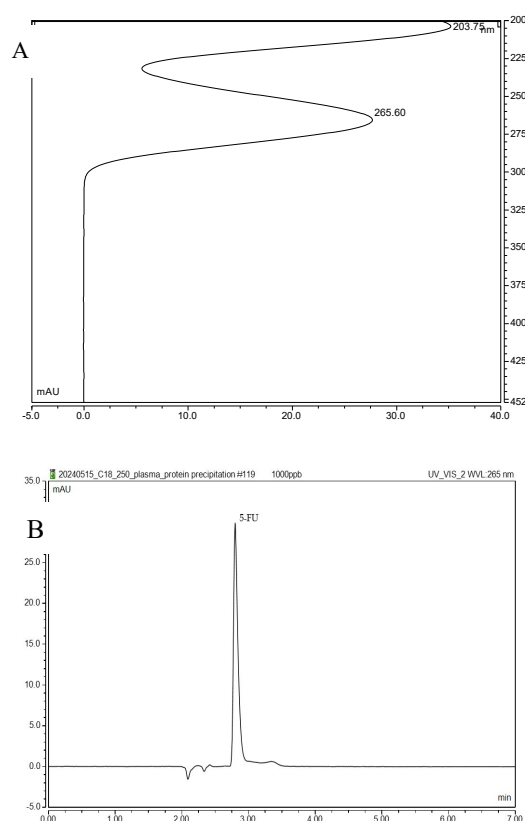 203.75
nm
200
A
225
250
265.60
275
300
325
350
375
400
425
mAU
452
-5.0 0.0 10.0 20.0 30.0 40.0
20240515_C18_250_plasma_protein precipitation #119 1000ppb UV_VIS_2 WVL:265 nm
35.0
mAU
B
5-FU
25.0
20.0
15.0
10.0
5.0
0.0
min
-5.0
0.00 1.00 2.00 3.00 4.00 5.00 6.00 7.00